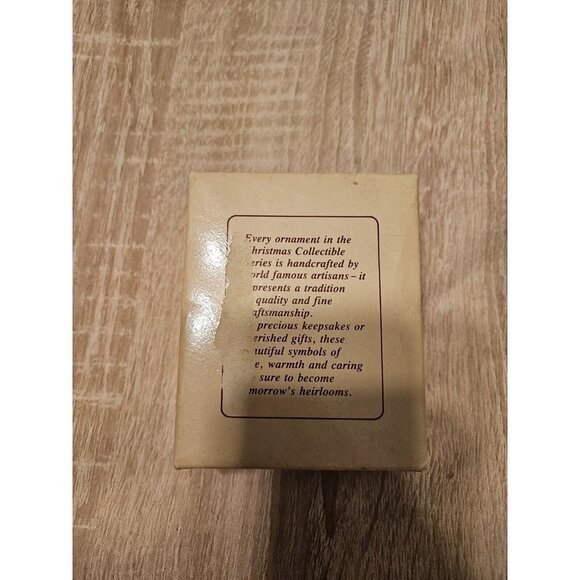 Every ornament in the
hristmas Collectible
eries is handcrafted by
orld famous artisans – it
presents a tradition
quality and fine
aftsmanship.
precious keepsakes or
erished gifts, these
autiful symbols of
e, warmth and caring
sure to become
morrow's heirlooms.